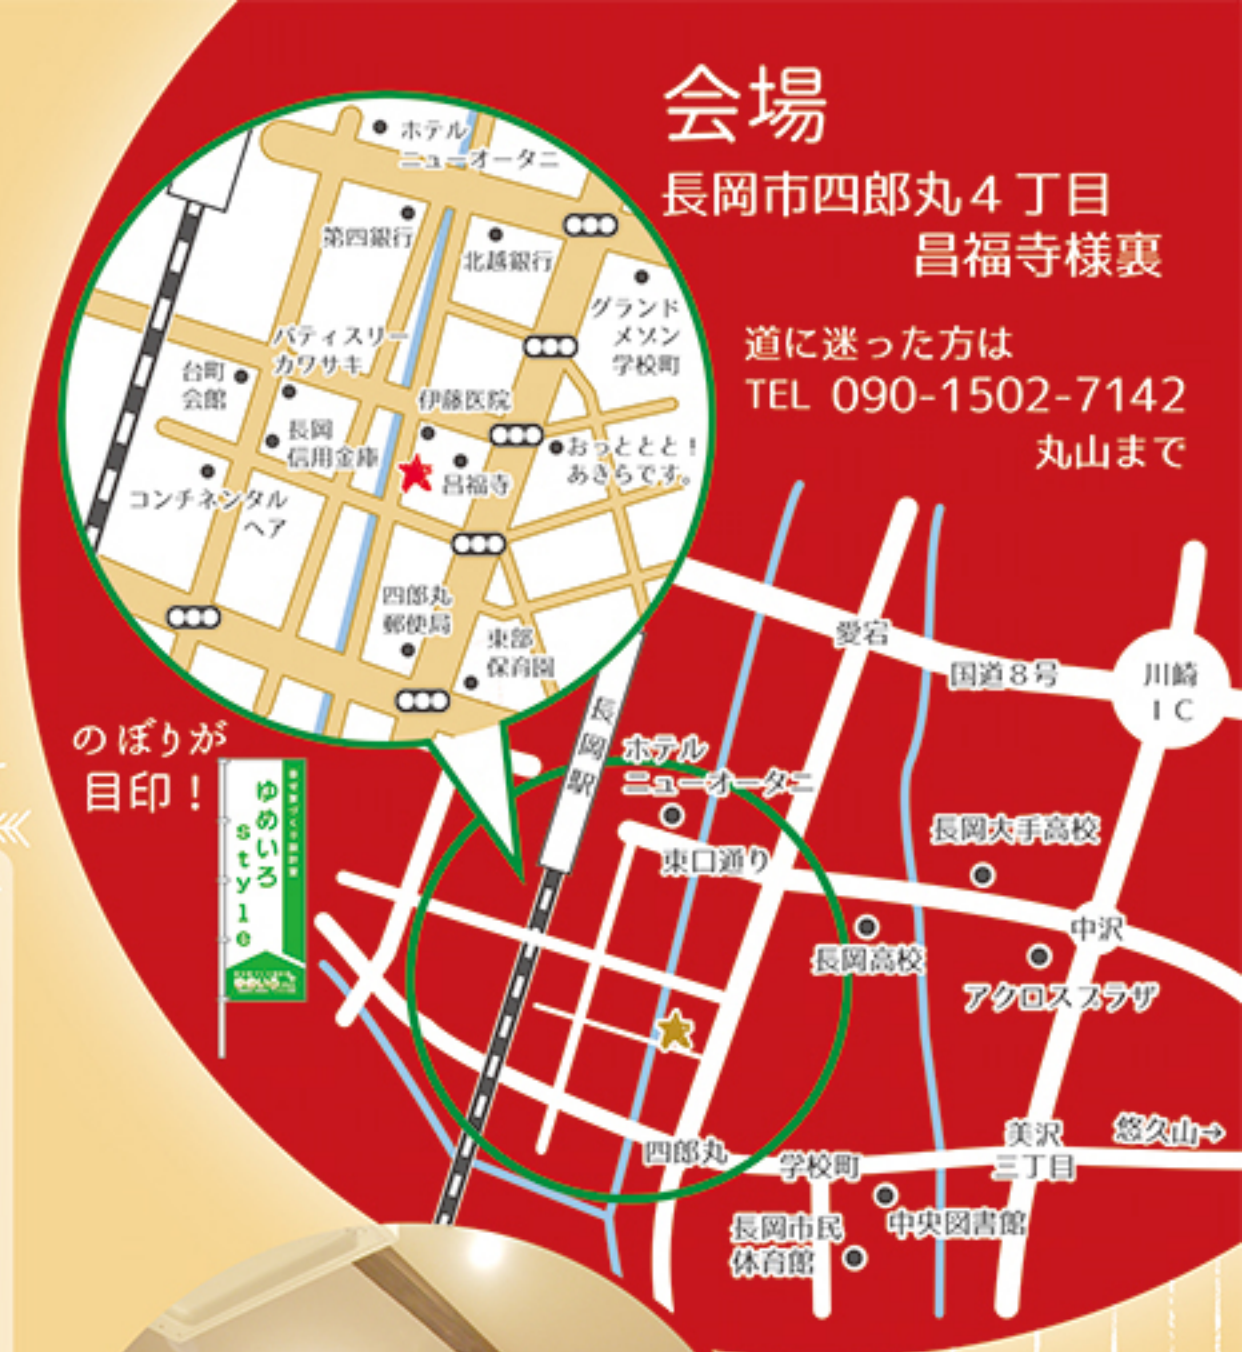 会場
長岡市四郎丸4丁目
昌福寺様裏
道に迷った方は
TEL 090-1502-7142
丸山まで
ホテル
ニューオータニ
第四銀行
北越銀行
グランド
メゾン
学校町
パティスリー
カワサキ
台町
会館
伊藤医院
長岡
信用金庫
昌福寺
おっととと!
あきらです。
コンチネンタル
ヘア
四郎丸
郵便局
東部
保育園
のぼりが
目印!
ゆめいろ
style
長岡駅
ホテル
ニューオータニ
東口通り
愛宕
国道8号
川崎
IC
長岡大手高校
長岡高校
中沢
アクロスプラザ
四郎丸
学校町
美沢
三丁目
悠久山→
中央図書館
長岡市民
体育館